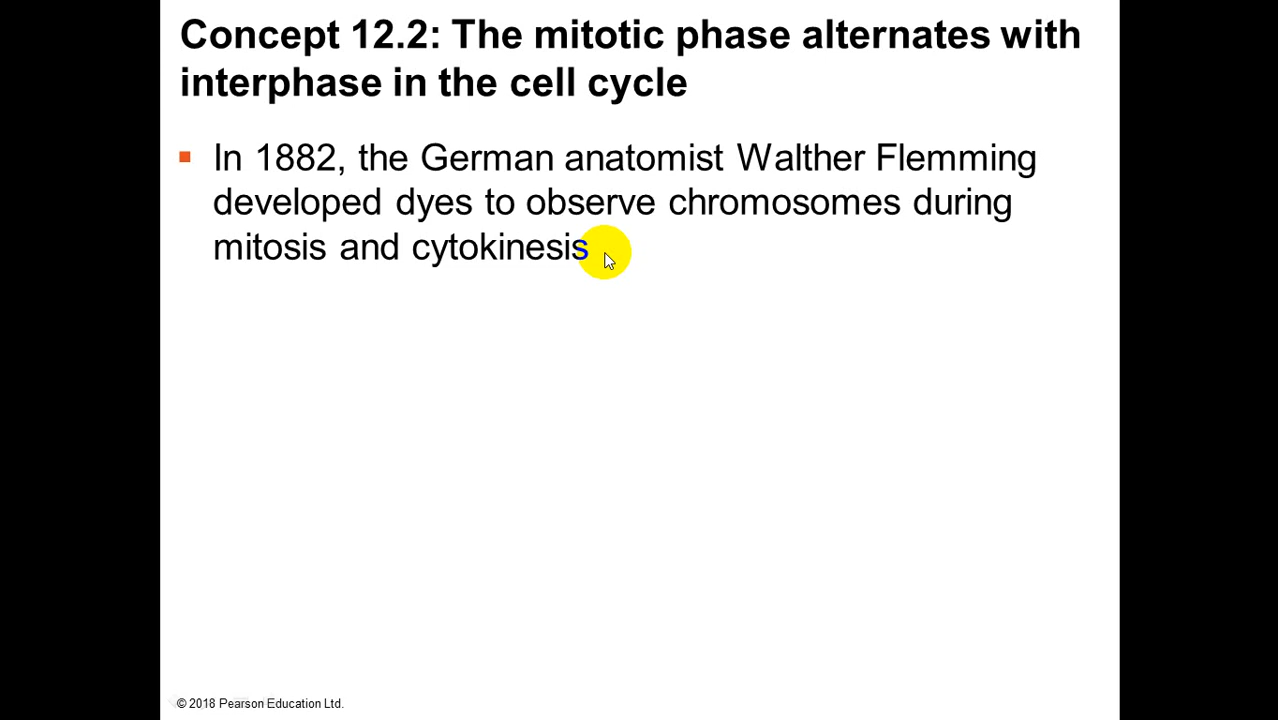 Concept 12.2: The mitotic phase alternates with
interphase in the cell cycle
In 1882, the German anatomist Walther Flemming
developed dyes to observe chromosomes during
mitosis and cytokinesis
© 2018 Pearson Education Ltd.